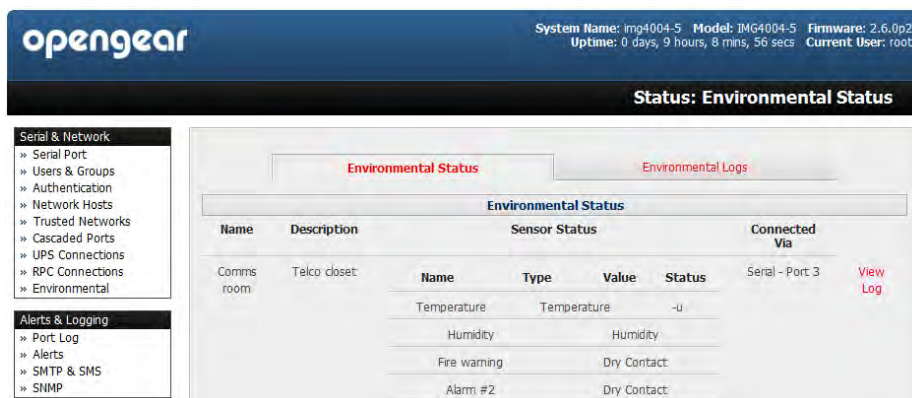 opengear
System Name: img4004-5 Model: IMG4004-5 Firmware: 2.6.0p2
Uptime: 0 days, 9 hours, 8 mins, 56 secs Current User: root
Status: Environmental Status
Serial & Network
» Serial Port
» Users & Groups
» Authentication
» Network Hosts
» Trusted Networks
» Cascaded Ports
» UPS Connections
» RPC Connections
» Environmental
Alerts & Logging
» Port Log
» Alerts
» SMTP & SMS
» SNMP
Environmental Status Environmental Logs
Environmental Status
Name Description Sensor Status Connected
Via
Comms Telco closet Name Type Value Status Serial - Port 3 View
room Log
Temperature Temperature -u
Humidity Humidity
Fire warning Dry Contact
Alarm #2 Dry Contact